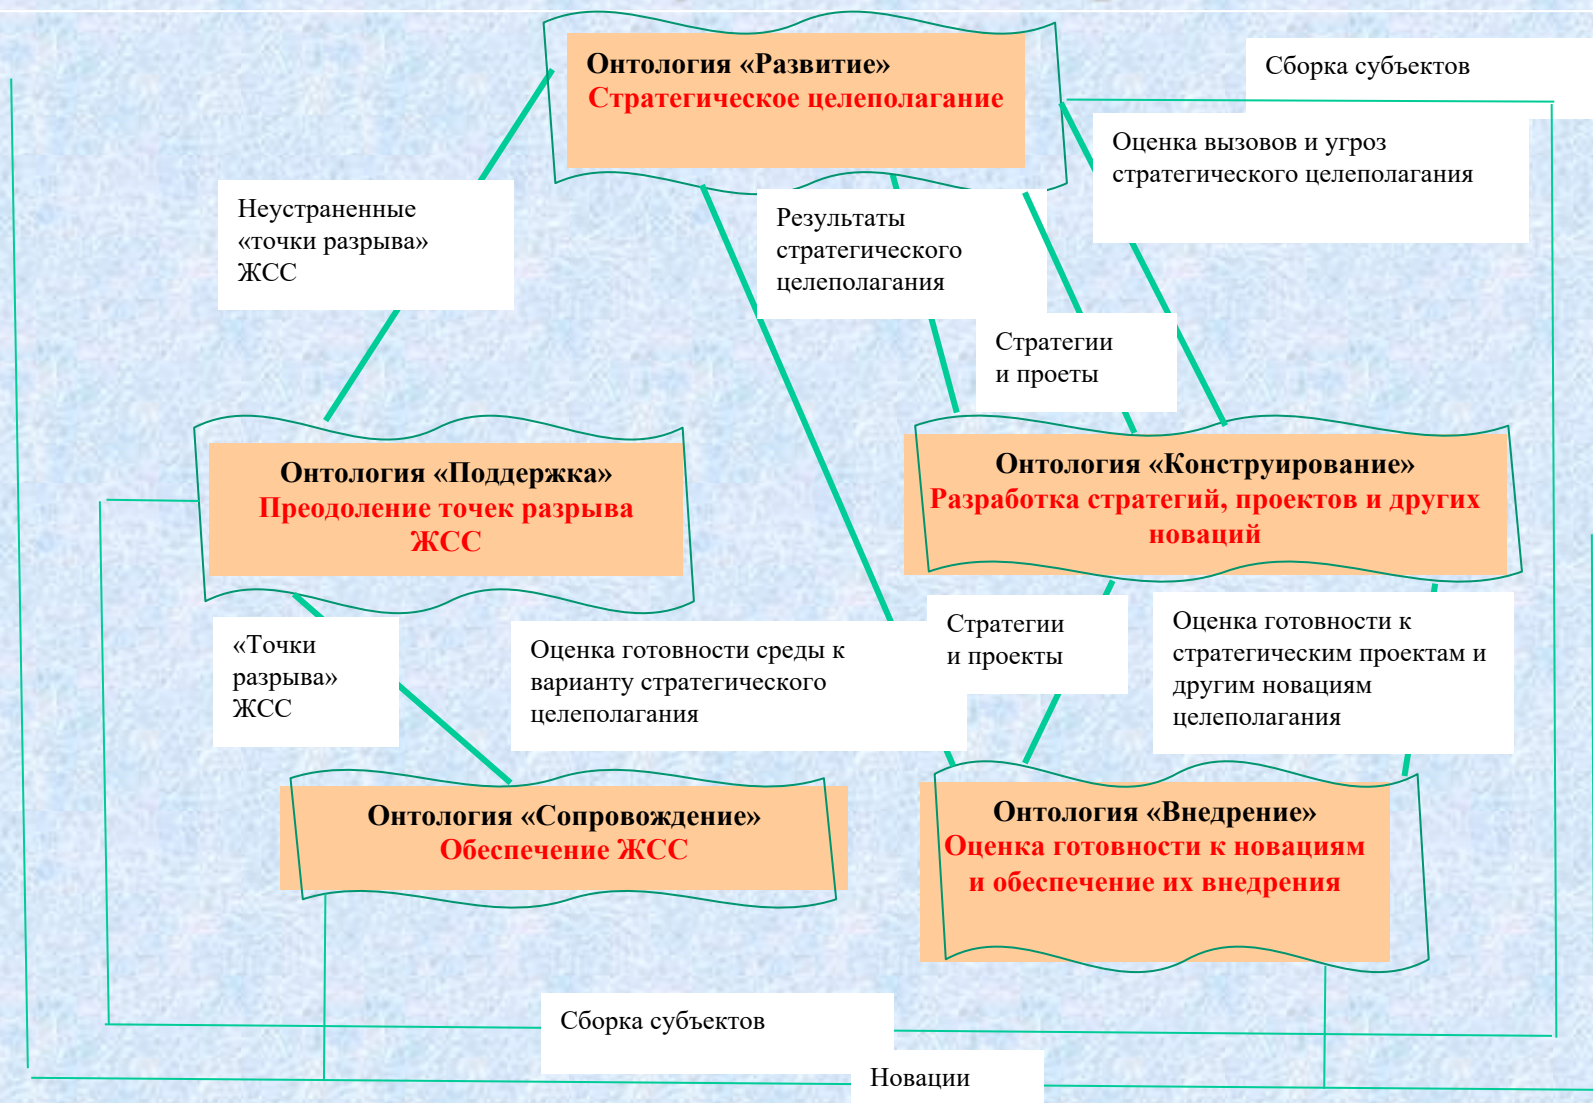 Онтология «Развитие»
Стратегическое целеполагание
Сборка субъектов
Оценка вызовов и угроз
стратегического целеполагания
Неустраненные
«точки разрыва»
ЖСС
Результаты
стратегического
целеполагания
Стратегии
и проеты
Онтология «Поддержка»
Преодоление точек разрыва
ЖСС
Онтология «Конструирование»
Разработка стратегий, проектов и других
новаций
«Точки
разрыва»
ЖСС
Оценка готовности среды к
варианту стратегического
целеполагания
Стратегии
и проекты
Оценка готовности к
стратегическим проектам и
другим новациям
целеполагания
Онтология «Сопровождение»
Обеспечение ЖСС
Онтология «Внедрение»
Оценка готовности к новациям
и обеспечение их внедрения
Сборка субъектов
Новации